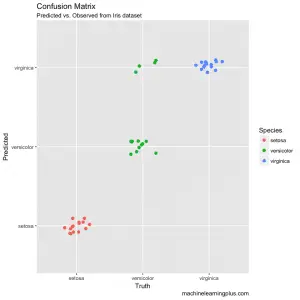 Confusion Matrix
Predicted vs. Observed from Iris dataset
virginica
versicolor
setosa
Predicted
setosa
versicolor
virginica
Truth
Species
setosa
versicolor
virginica
machinelearningplus.com